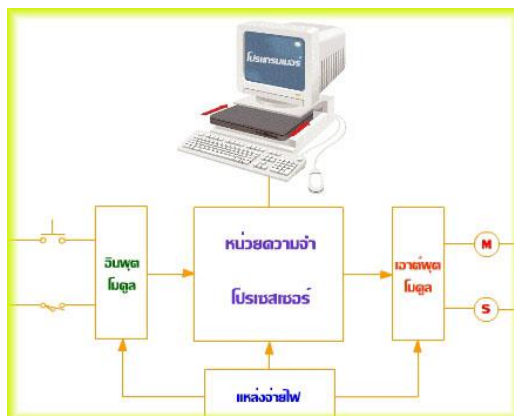 โปรแกรมเมอร์
อินพุต
โมดูล
หน่วยความจำ
โปรเซสเซอร์
เอาต์พุต
โมดูล
M
S
แหล่งจ่ายไฟ